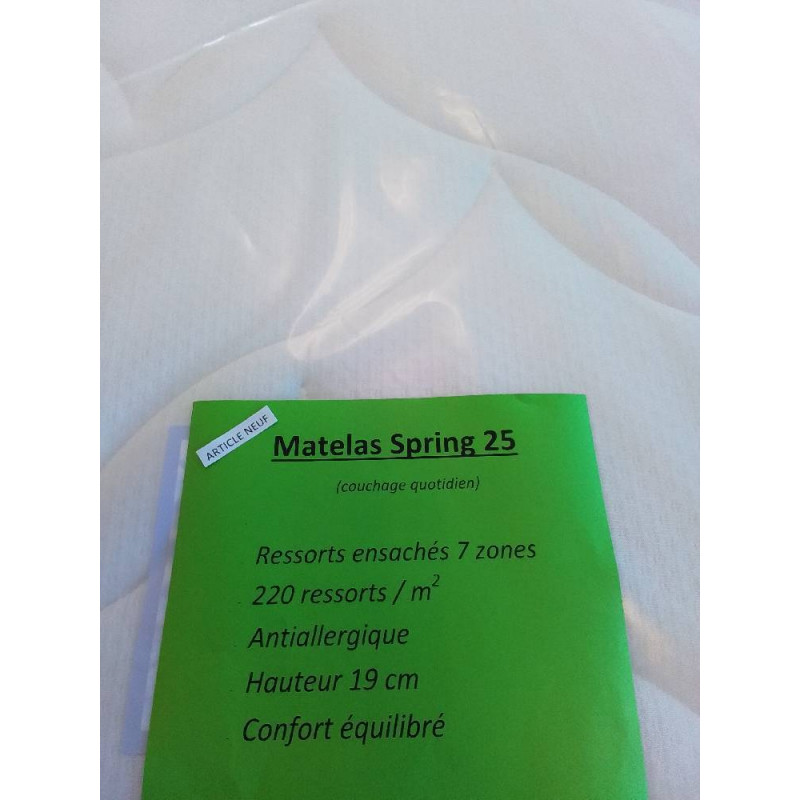 ARTICLE NEUF
Matelas Spring 25
(couchage quotidien)
Ressorts ensachés 7 zones
220 ressorts / m²
Antiallergique
Hauteur 19 cm
Confort équilibré